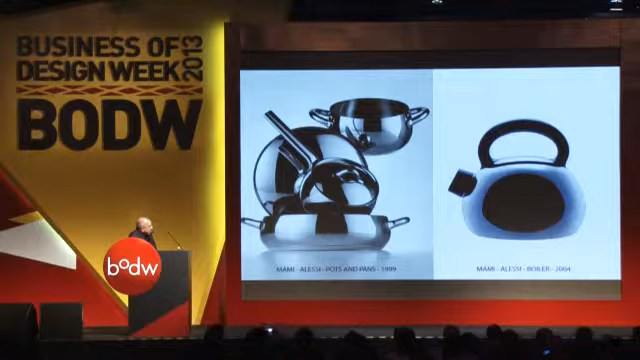 BUSINESS OF
DESIGN WEEK 2013
BODW
bodw
MAMI - ALESSI - POTS AND PANS - 1999
MAMI - ALESSI - BOILER - 2004